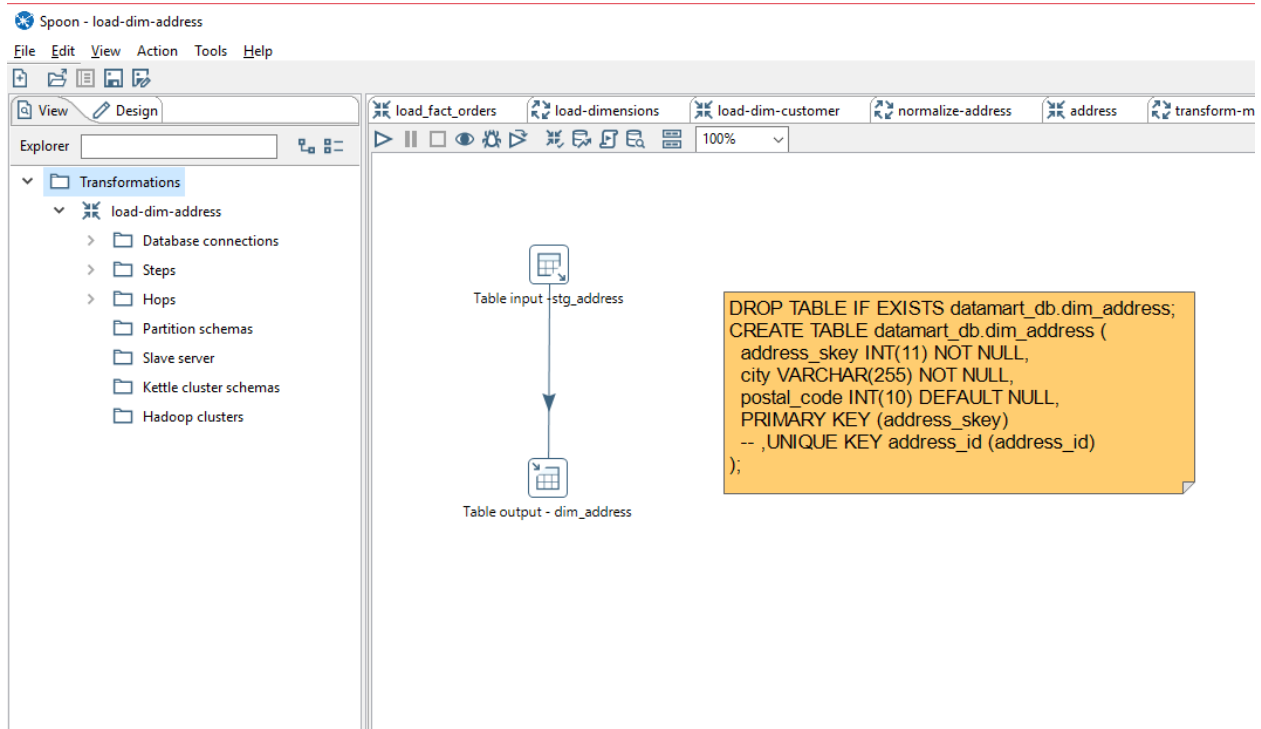 Spoon - load-dim-address
File Edit View Action Tools Help
View Design
load_fact_orders load-dimensions load-dim-customer normalize-address address transform-m
Explorer
100%
Transformations
load-dim-address
Database connections
Steps
Hops
Partition schemas
Slave server
Kettle cluster schemas
Hadoop clusters
Table input -stg_address
Table output - dim_address
DROP TABLE IF EXISTS datamart_db.dim_address;
CREATE TABLE datamart_db.dim_address (
address_skey INT(11) NOT NULL,
city VARCHAR(255) NOT NULL,
postal_code INT(10) DEFAULT NULL,
PRIMARY KEY (address_skey)
-- ,UNIQUE KEY address_id (address_id)
);